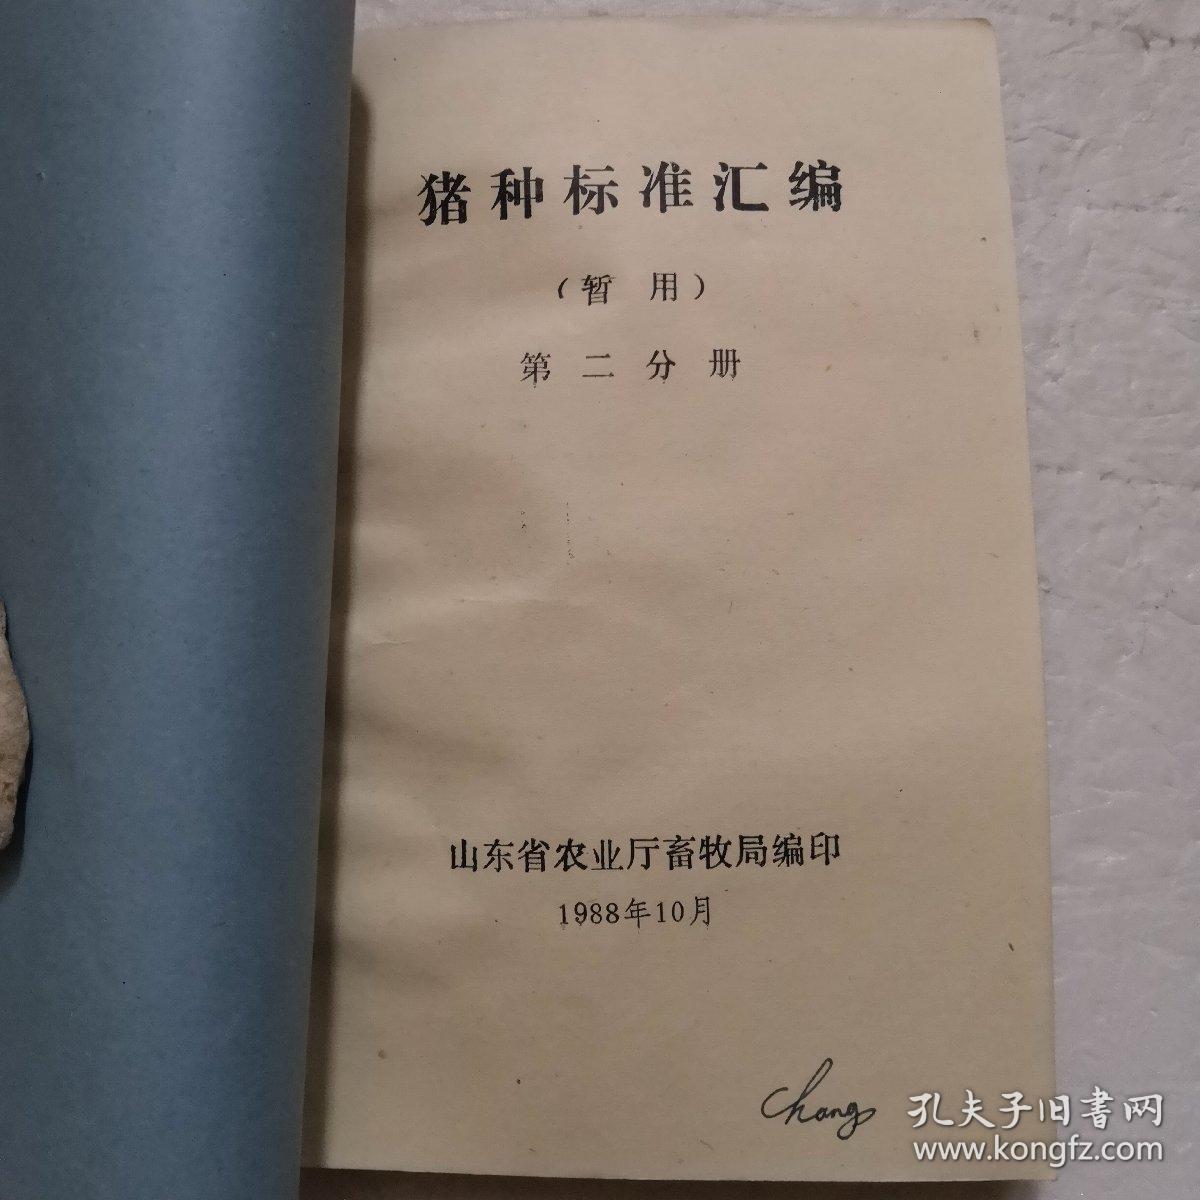 猪种标准汇编
（暂用）
第二分册
山东省农业厅畜牧局编印
1988年10月
Chang
孔夫子旧書网
www.kongfz.com